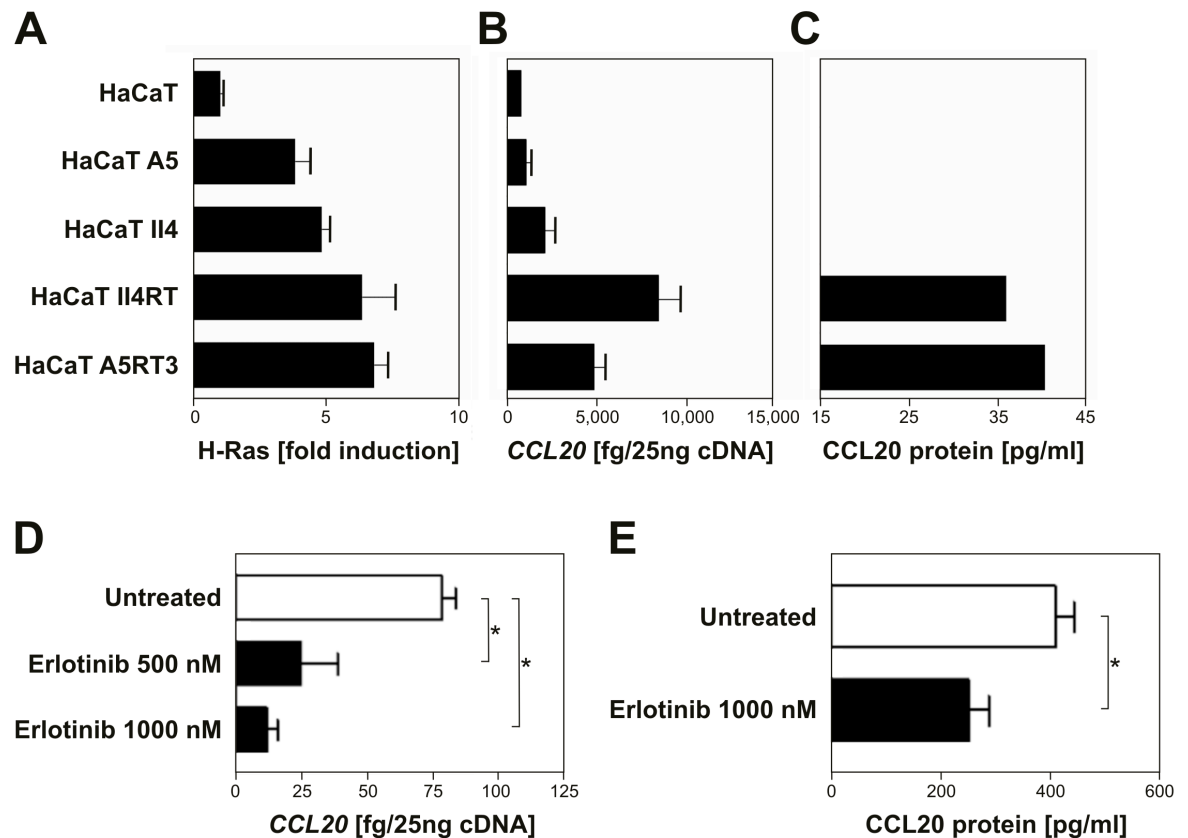 A
B
C
HaCaT
HaCaT A5
HaCaT II4
HaCaT II4RT
HaCaT A5RT3
0 5 10
H-Ras [fold induction]
0 5,000 10,000 15,000
CCL20 [fg/25ng cDNA]
15 25 35 45
CCL20 protein [pg/ml]
D
Untreated
Erlotinib 500 nM
Erlotinib 1000 nM
*
*
0 25 50 75 100 125
CCL20 [fg/25ng cDNA]
E
Untreated
Erlotinib 1000 nM
*
0 200 400 600
CCL20 protein [pg/ml]